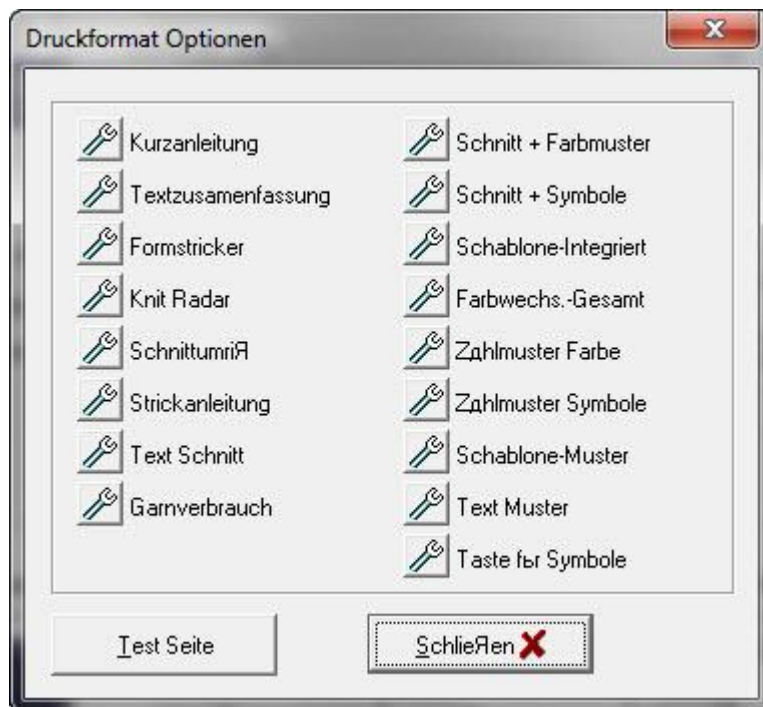 Druckformat Optionen
Kurzanleitung
Textzusamenfassung
Formstricker
Knit Radar
SchnittumriЯ
Strickanleitung
Text Schnitt
Garnverbrauch
Schnitt + Farbmuster
Schnitt + Symbole
Schablone-Integriert
Farbwechs.-Gesamt
Zдhlmuster Farbe
Zдhlmuster Symbole
Schablone-Muster
Text Muster
Taste fьr Symbole
Test Seite
SchlieЯen